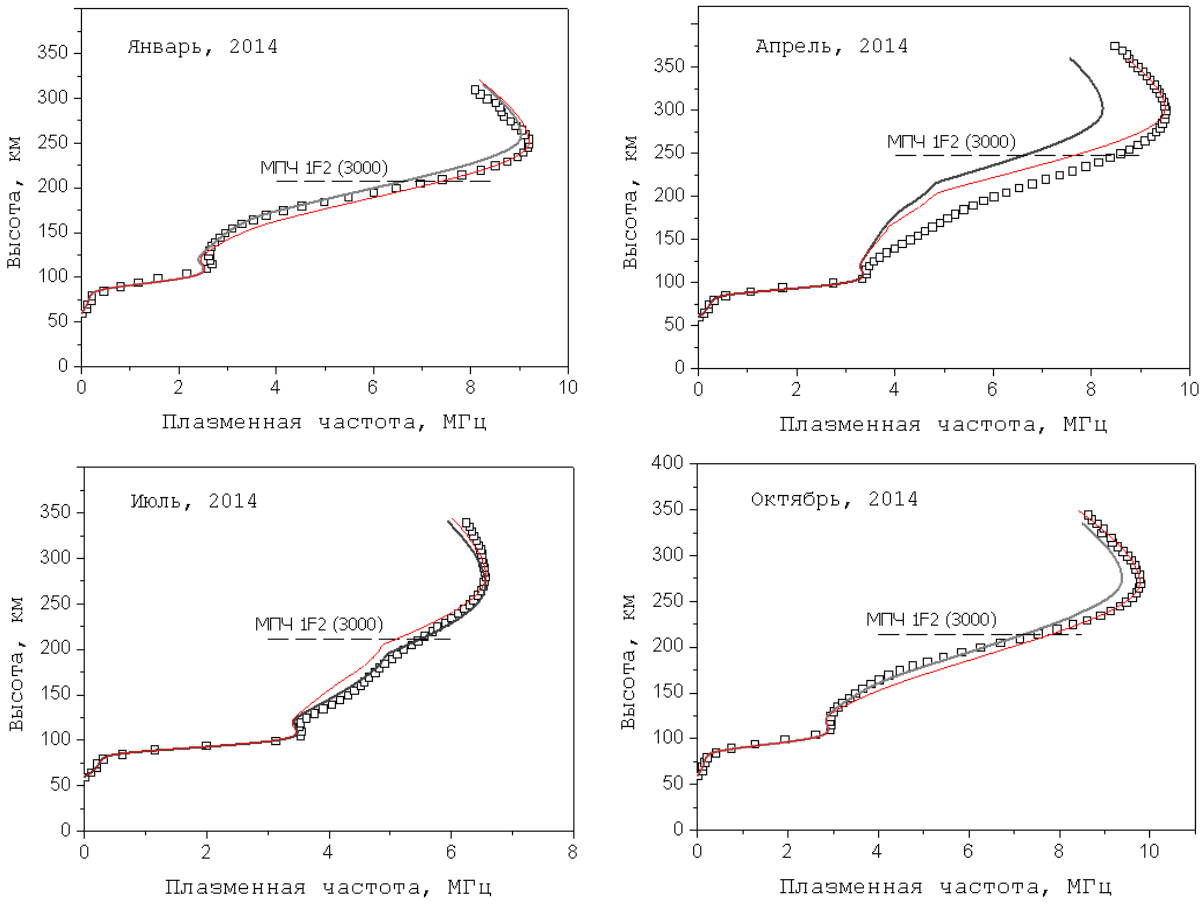 Январь, 2014
МПЧ 1F2 (3000)
Высота, км
350
300
250
200
150
100
50
0
0 2 4 6 8 10
Плазменная частота, МГц
Апрель, 2014
МПЧ 1F2 (3000)
Высота, км
350
300
250
200
150
100
50
0
0 2 4 6 8 10
Плазменная частота, МГц
Июль, 2014
МПЧ 1F2 (3000)
Высота, км
350
300
250
200
150
100
50
0
0 2 4 6 8
Плазменная частота, МГц
Октябрь, 2014
МПЧ 1F2 (3000)
Высота, км
400
350
300
250
200
150
100
50
0
0 2 4 6 8 10
Плазменная частота, МГц